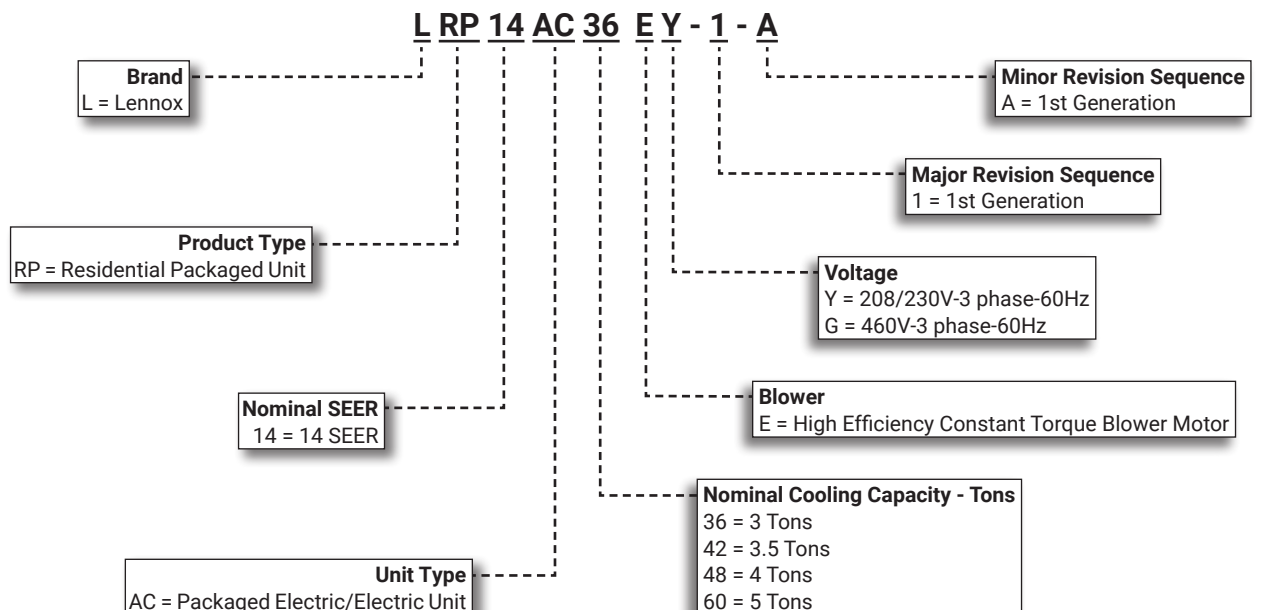 L RP 14 AC 36 E Y - 1 - A
Brand
L = Lennox
Minor Revision Sequence
A = 1st Generation
Major Revision Sequence
1 = 1st Generation
Product Type
RP = Residential Packaged Unit
Voltage
Y = 208/230V-3 phase-60Hz
G = 460V-3 phase-60Hz
Nominal SEER
14 = 14 SEER
Blower
E = High Efficiency Constant Torque Blower Motor
Nominal Cooling Capacity - Tons
36 = 3 Tons
42 = 3.5 Tons
48 = 4 Tons
60 = 5 Tons
Unit Type
AC = Packaged Electric/Electric Unit